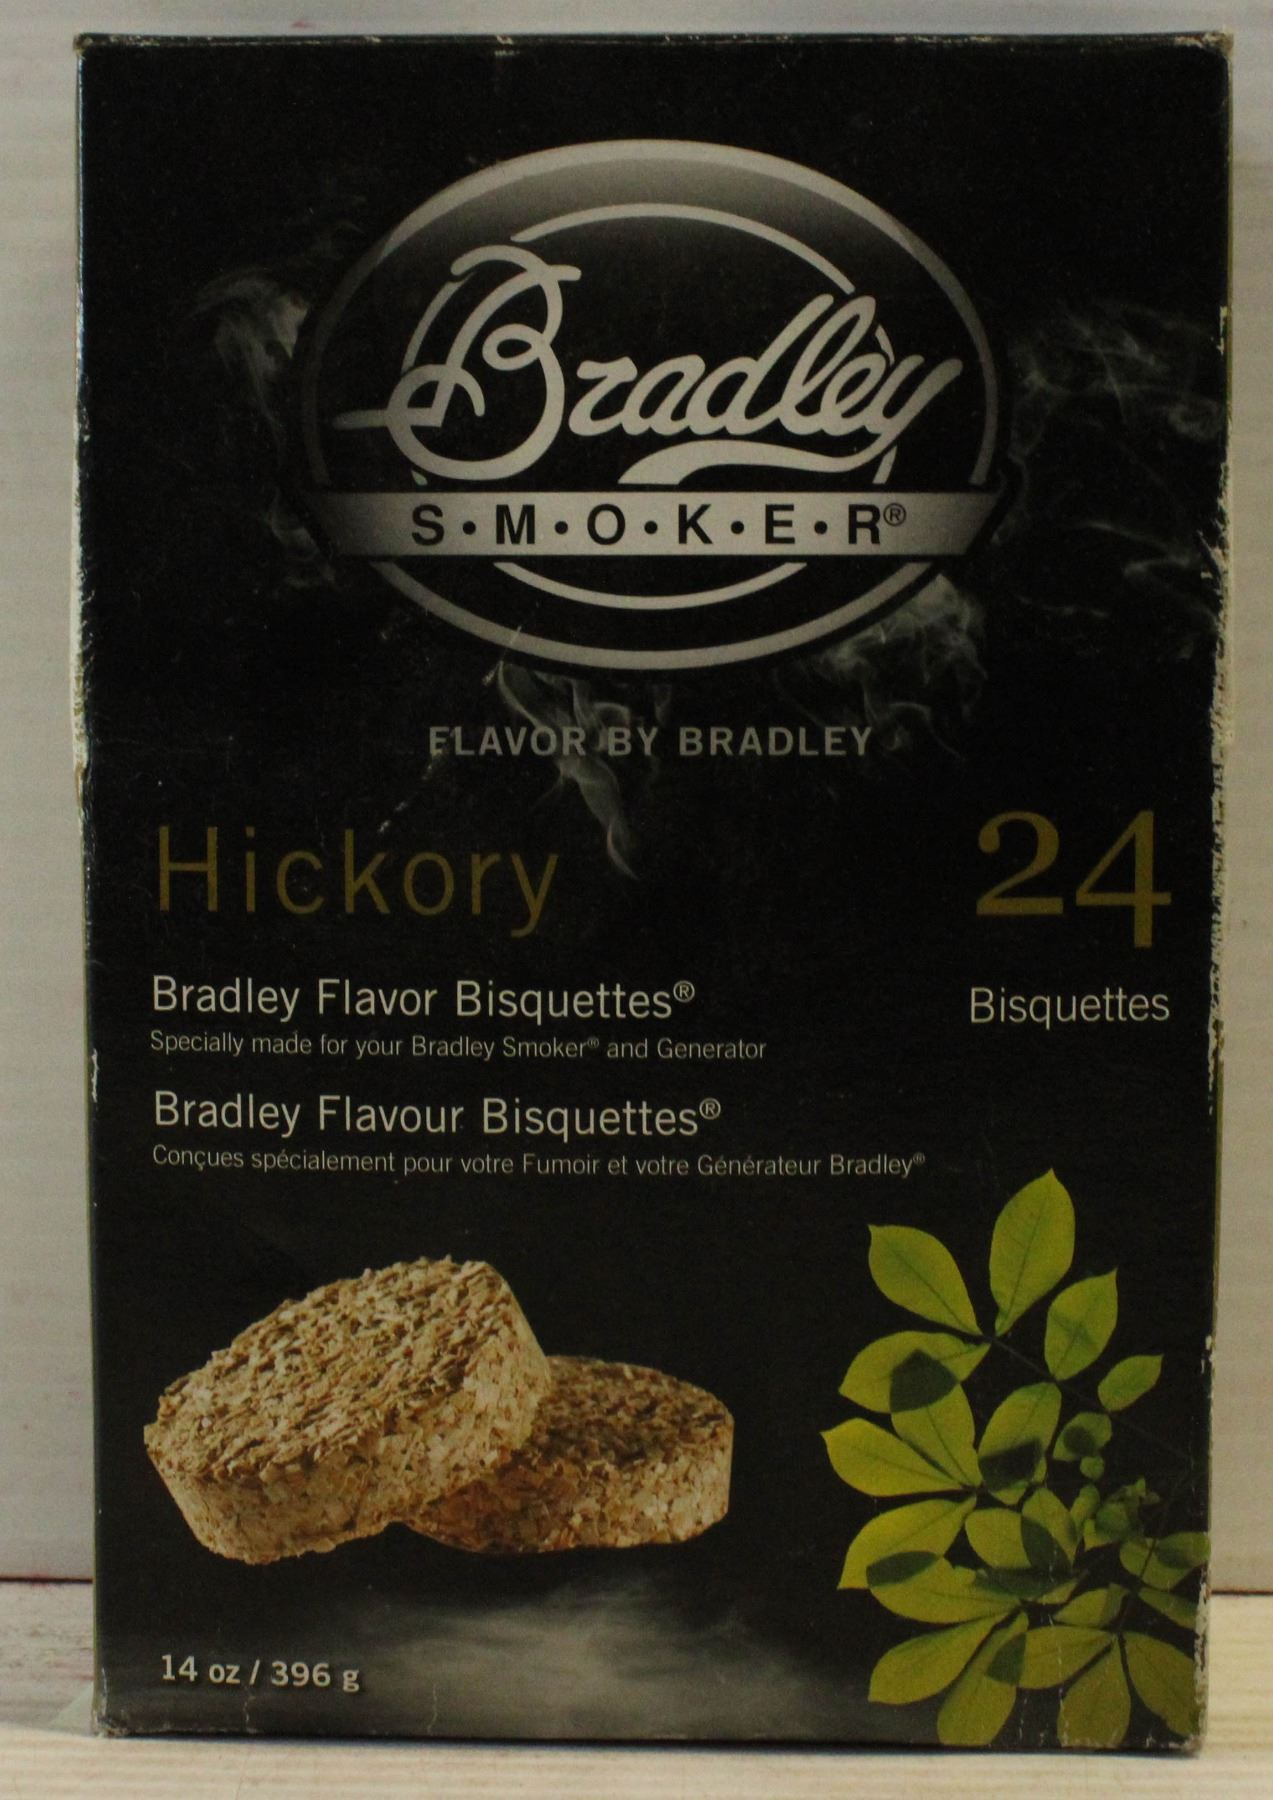 Bradley
S•M•O•K•E•R®
FLAVOR BY BRADLEY
Hickory
24
Bradley Flavor Bisquettes®
Bisquettes
Specially made for your Bradley Smoker® and Generator
Bradley Flavour Bisquettes®
Conçues spécialement pour votre Fumoir et votre Générateur Bradley®
14 oz / 396 g